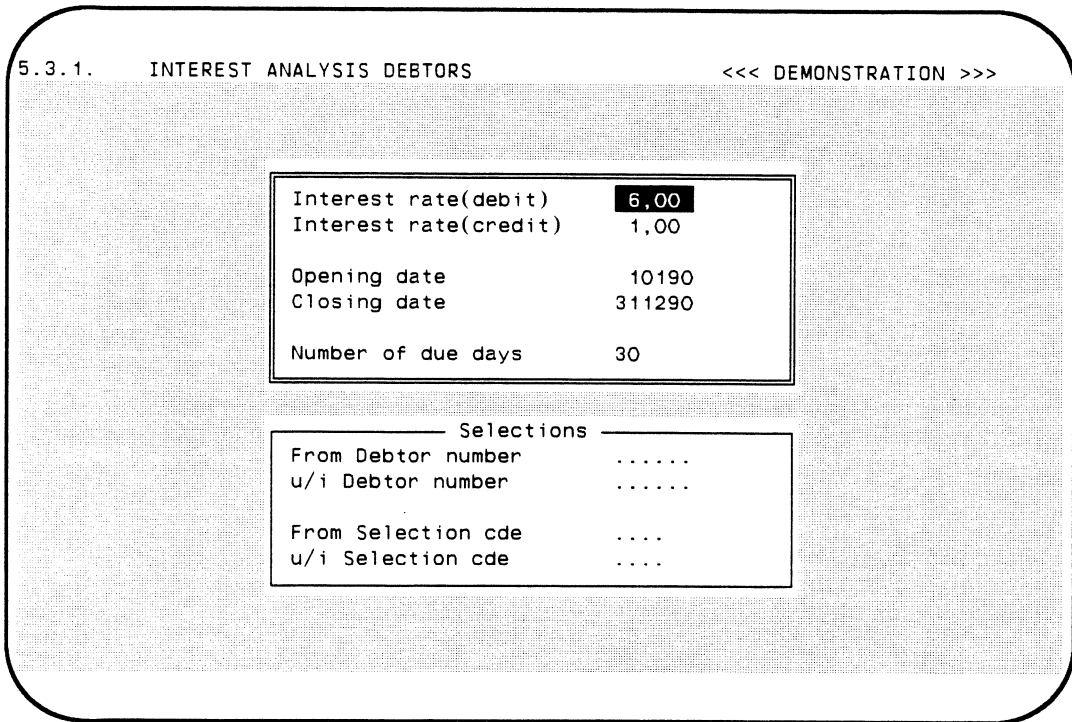 5.3.1. INTEREST ANALYSIS DEBTORS <<< DEMONSTRATION >>>
Interest rate(debit) 6,00
Interest rate(credit) 1,00
Opening date 10190
Closing date 311290
Number of due days 30
Selections
From Debtor number ......
u/i Debtor number ......
From Selection cde ....
u/i Selection cde ....